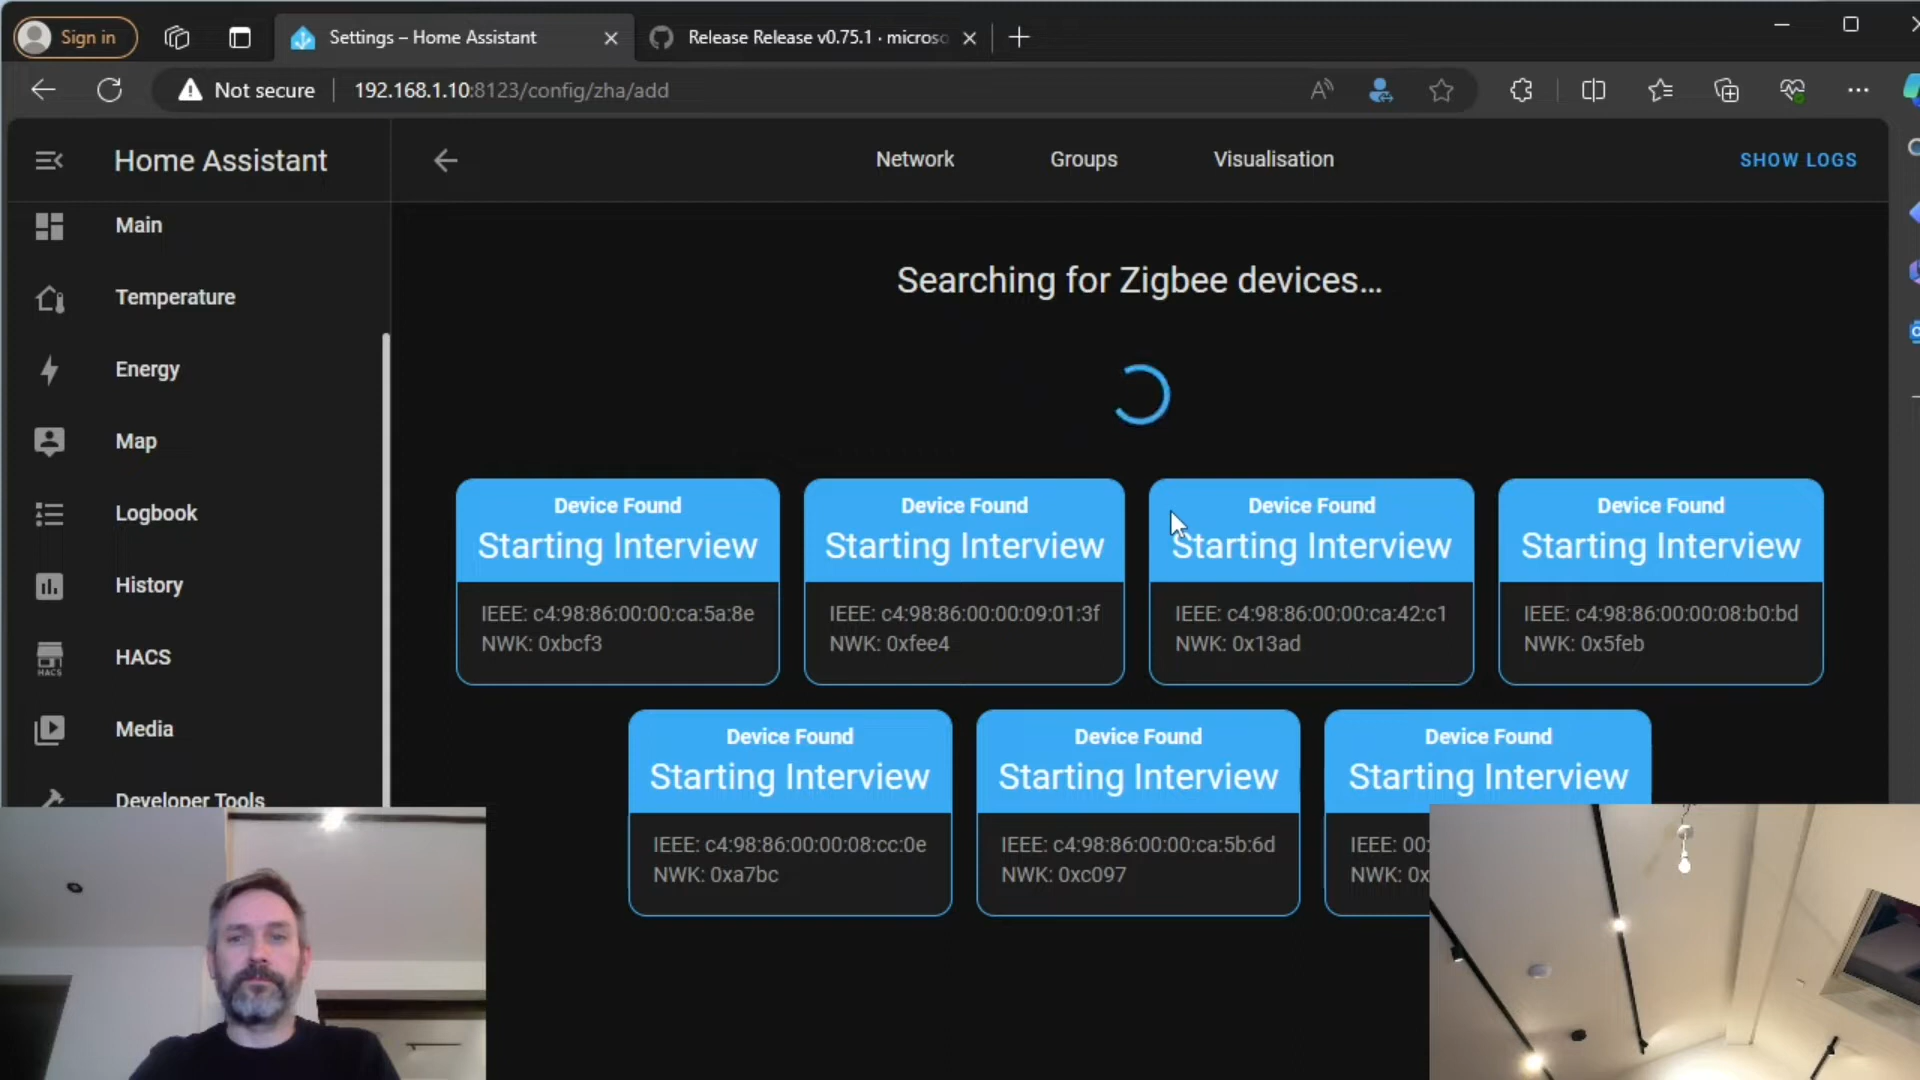 Sign in
Settings – Home Assistant
Release Release v0.75.1 · microso
Not secure
192.168.1.10:8123/config/zha/add
Home Assistant
Network
Groups
Visualisation
SHOW LOGS
Main
Temperature
Energy
Map
Logbook
History
HACS
HACS
Media
Developer Tools
Searching for Zigbee devices...
Device Found
Starting Interview
IEEE: c4:98:86:00:00:ca:5a:8e
NWK: 0xbcf3
Device Found
Starting Interview
IEEE: c4:98:86:00:00:09:01:3f
NWK: 0xfee4
Device Found
Starting Interview
IEEE: c4:98:86:00:00:ca:42:c1
NWK: 0x13ad
Device Found
Starting Interview
IEEE: c4:98:86:00:00:08:b0:bd
NWK: 0x5feb
Device Found
Starting Interview
IEEE: c4:98:86:00:00:08:cc:0e
NWK: 0xa7bc
Device Found
Starting Interview
IEEE: c4:98:86:00:00:ca:5b:6d
NWK: 0xc097
Device Found
Starting Interview
IEEE: 00:
NWK: 0x